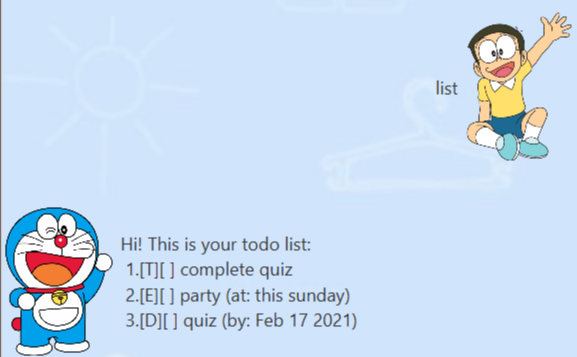 list
Hi! This is your todo list:
1.[T][ ] complete quiz
2.[E][ ] party (at: this sunday)
3.[D][ ] quiz (by: Feb 17 2021)